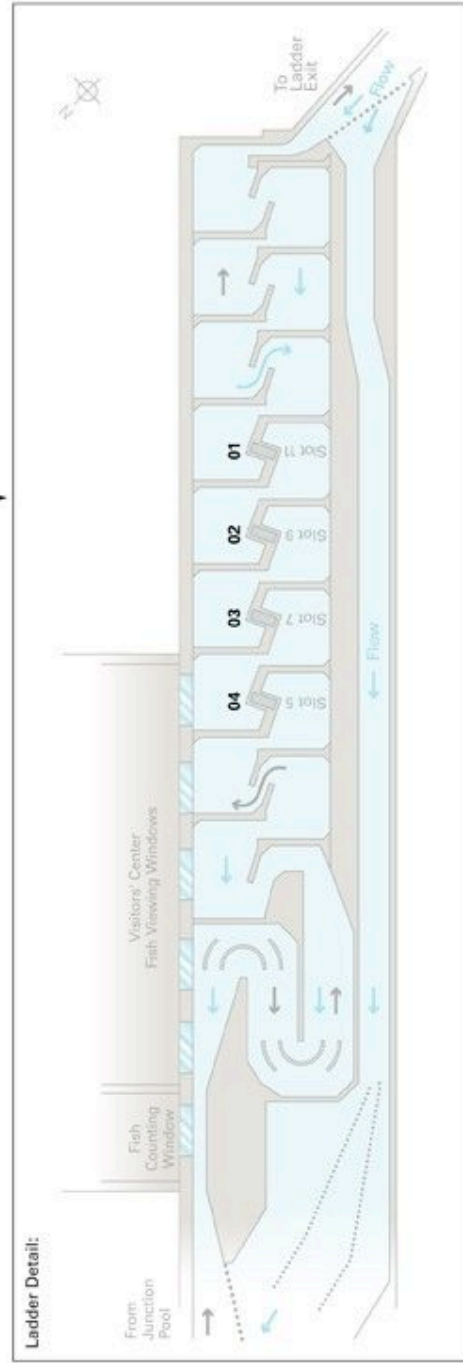 Ladder Detail:
N
From
Junction
Pool
Fish
Counting
Window
Visitors' Center
Fish Viewing Windows
04
03
02
01
Slot 5
Slot 7
Slot 9
Slot 11
To
Ladder
Exit
Flow
Flow